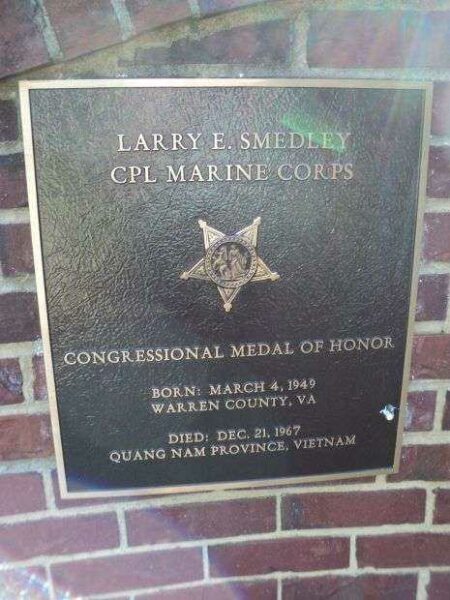 LARRY E. SMEDLEY
CPL MARINE CORPS
CONGRESSIONAL MEDAL OF HONOR
BORN: MARCH 4, 1949
WARREN COUNTY, VA
DIED: DEC. 21, 1967
QUANG NAM PROVINCE, VIETNAM